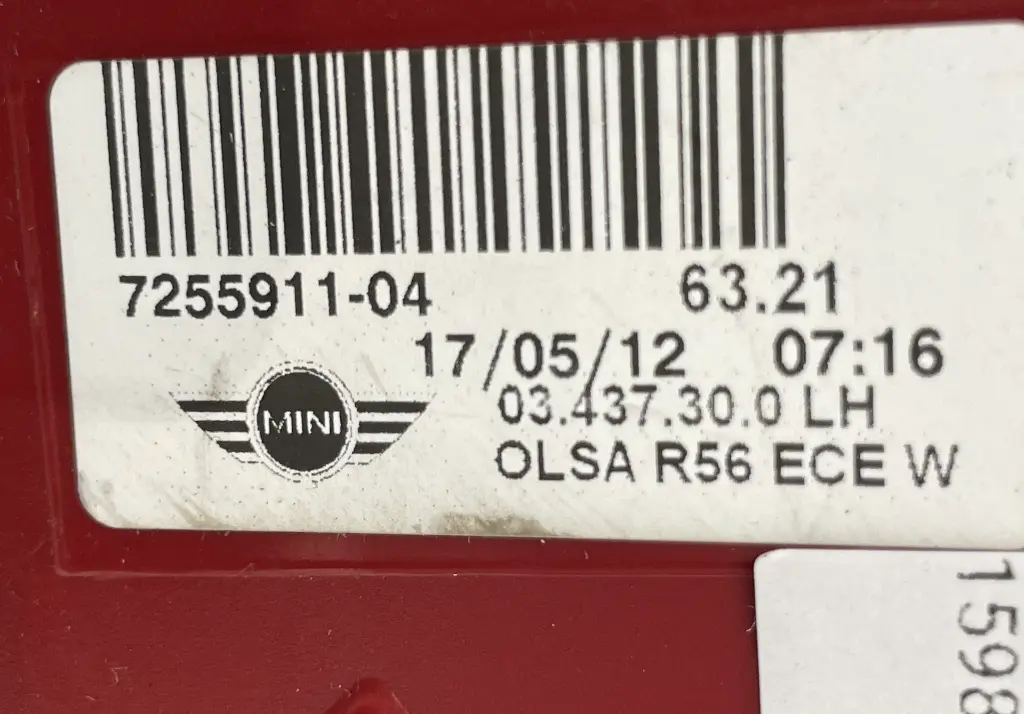 7255911-04 63.21
17/05/12 07:16
03.437.30.0 LH
MINI
OLSA R56 ECE W
1598